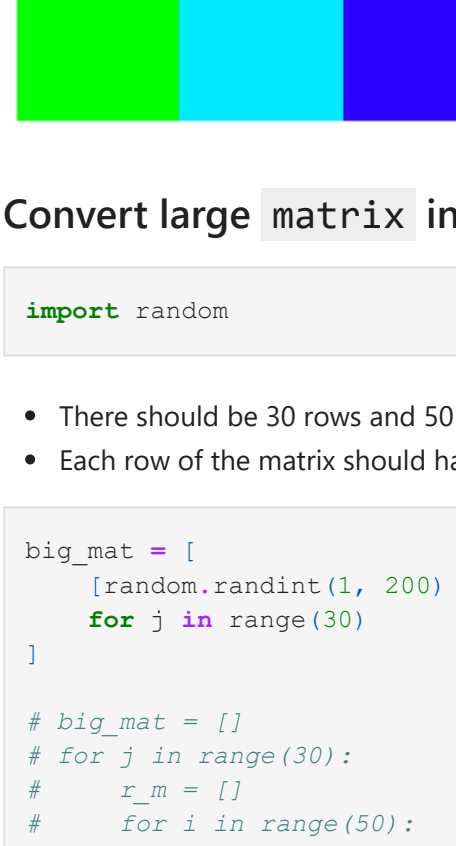 Convert large matrix in
import random
• There should be 30 rows and 50
• Each row of the matrix should ha
big_mat = [
    [random.randint(1, 200)
    for j in range(30)
]
# big_mat = []
# for j in range(30):
#     r_m = []
#     for i in range(50):